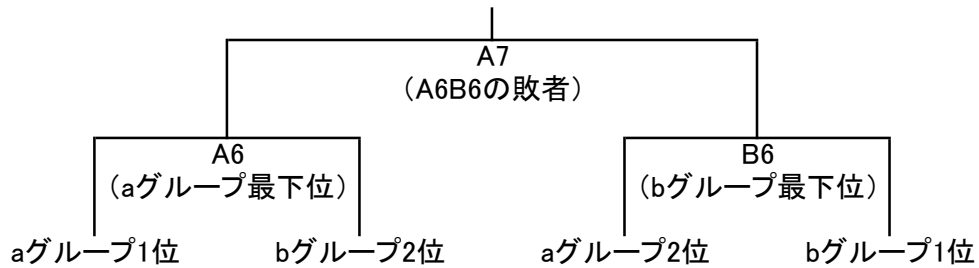 A7
（A6B6の敗者）
A6
（aグループ最下位）
B6
（bグループ最下位）
aグループ1位
bグループ2位
aグループ2位
bグループ1位